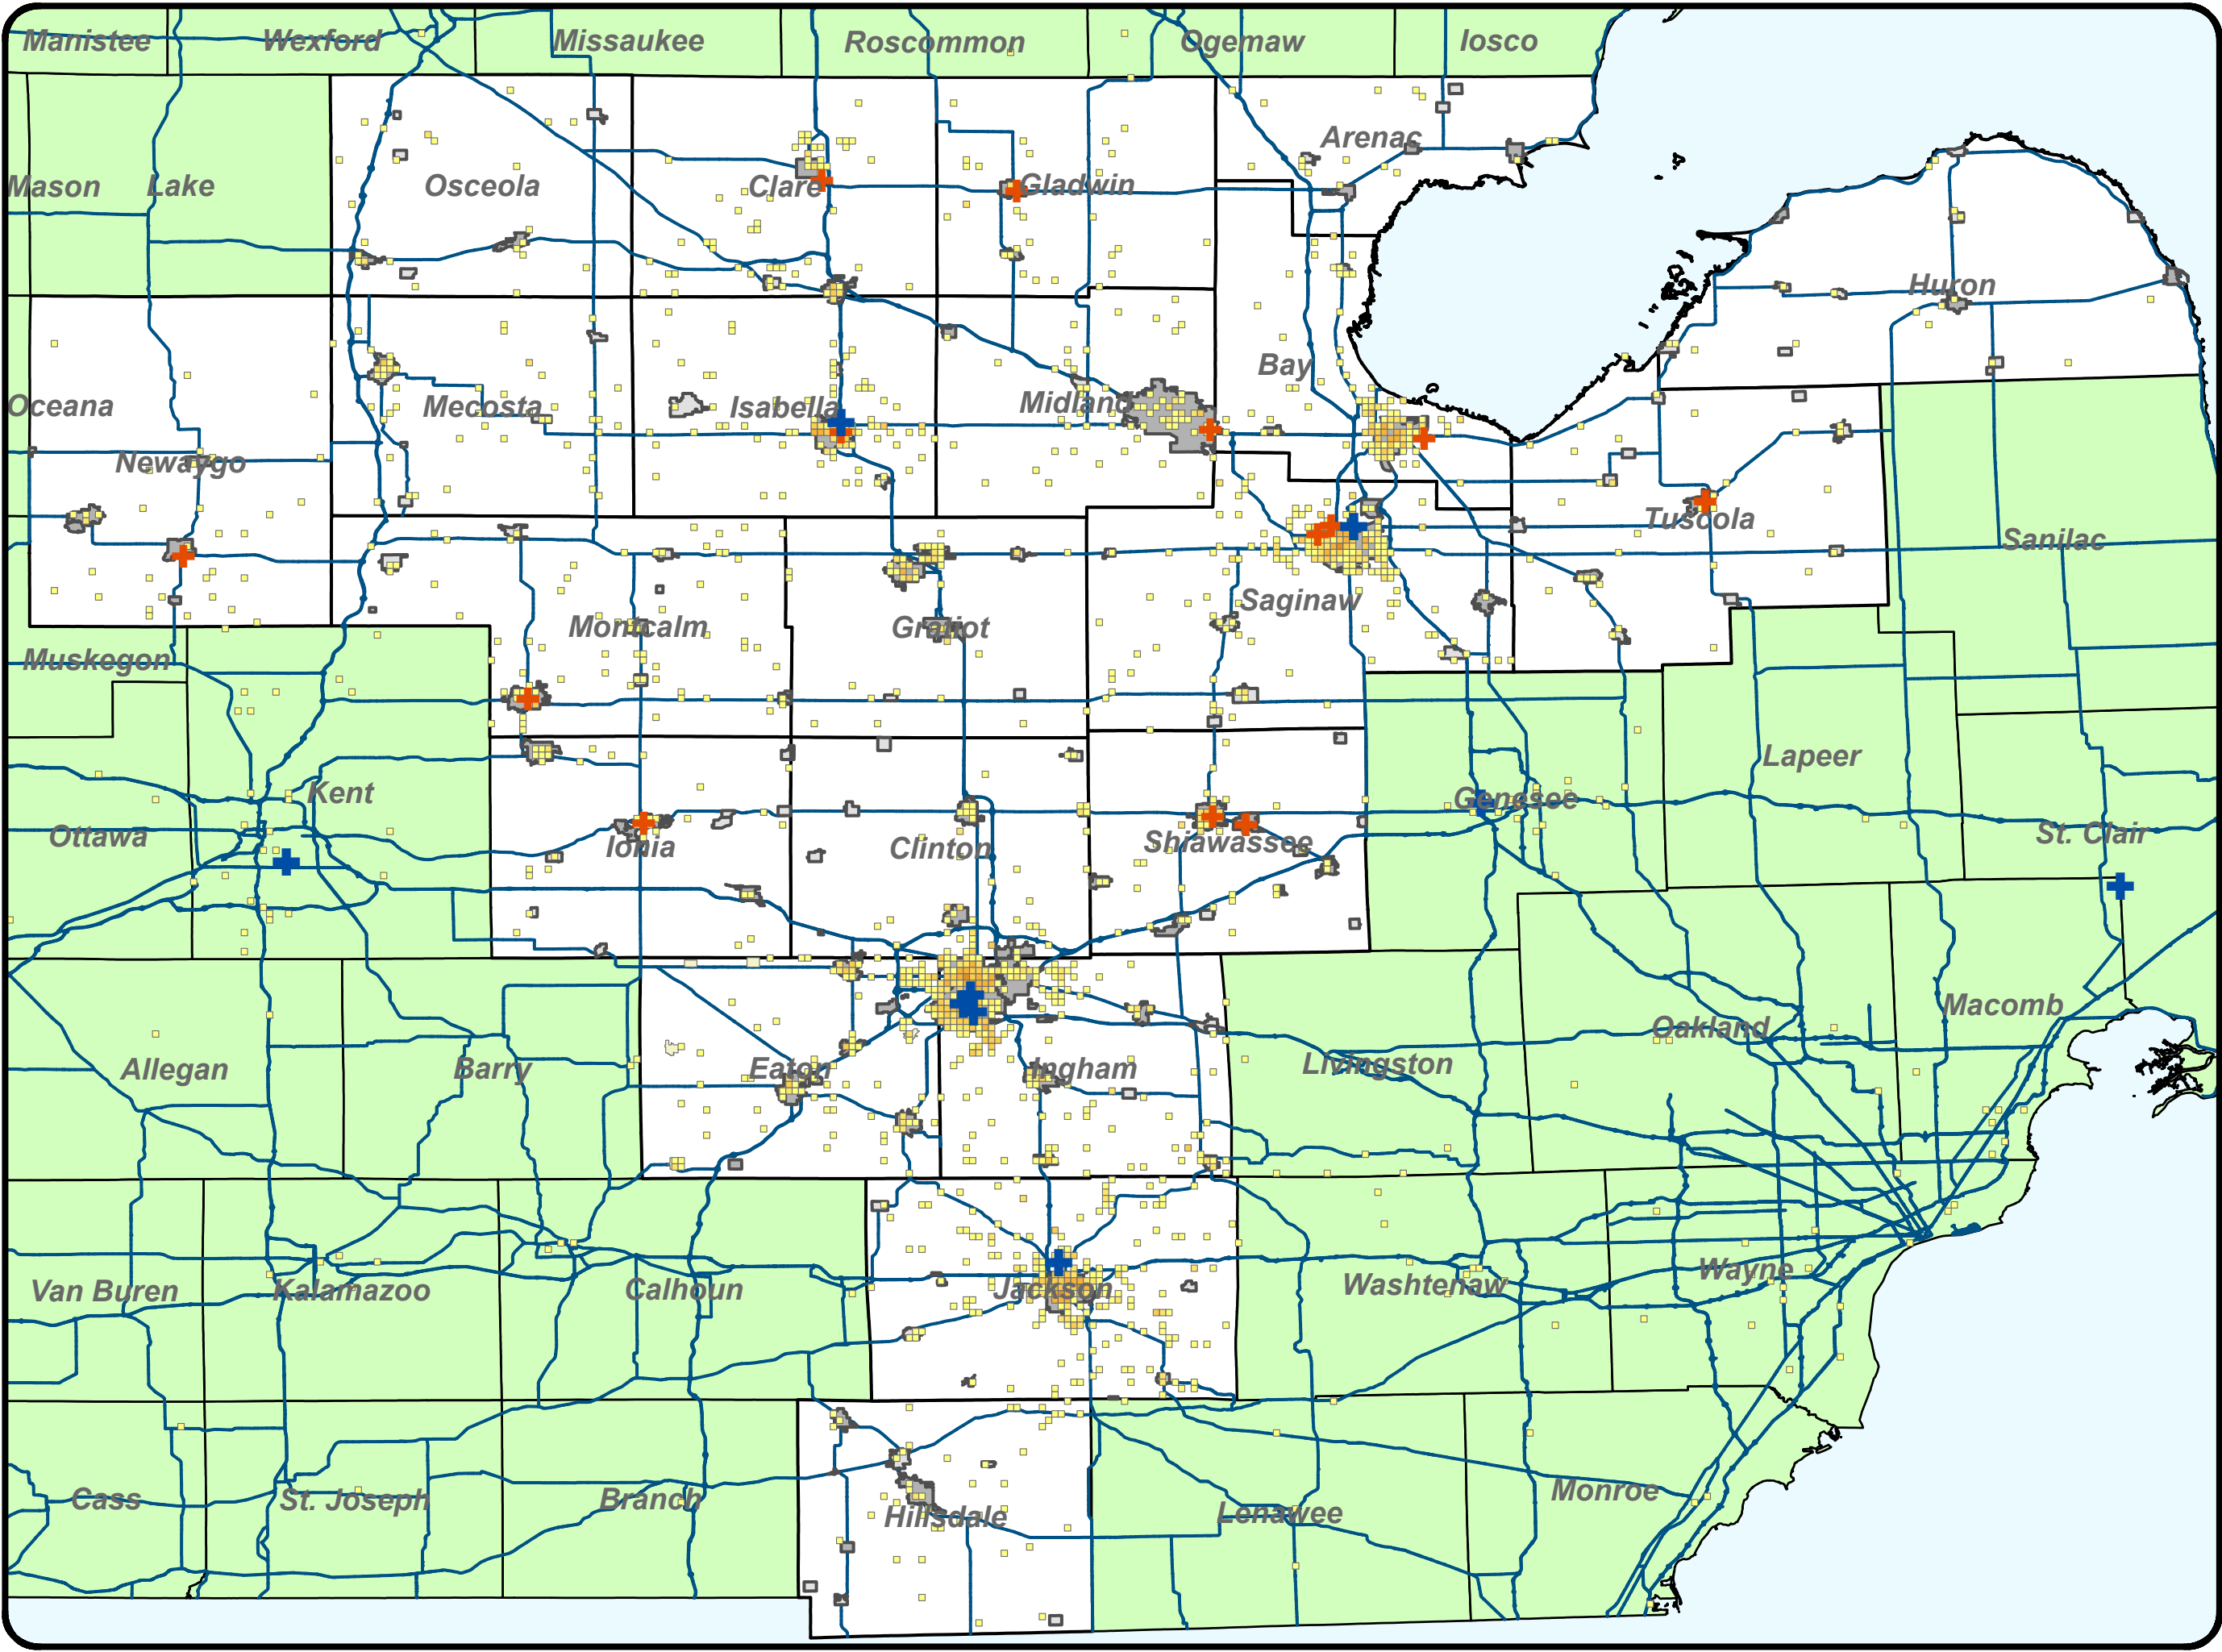 Manistee
Wexford
Missaukee
Roscommon
Ogemaw
Iosco
Arenac
Mason
Lake
Osceola
Clare
Gladwin
Huron
Bay
Oceana
Mecosta
Isabella
Midland
Newaygo
Tuscola
Sanilac
Saginaw
Montcalm
Gratiot
Muskegon
Lapeer
Kent
Genesee
Ottawa
Ionia
Clinton
Shiawassee
St. Clair
Macomb
Oakland
Allegan
Barry
Eaton
Ingham
Livingston
Van Buren
Kalamazoo
Calhoun
Jackson
Washtenaw
Wayne
Cass
St. Joseph
Branch
Hillsdale
Lenawee
Monroe